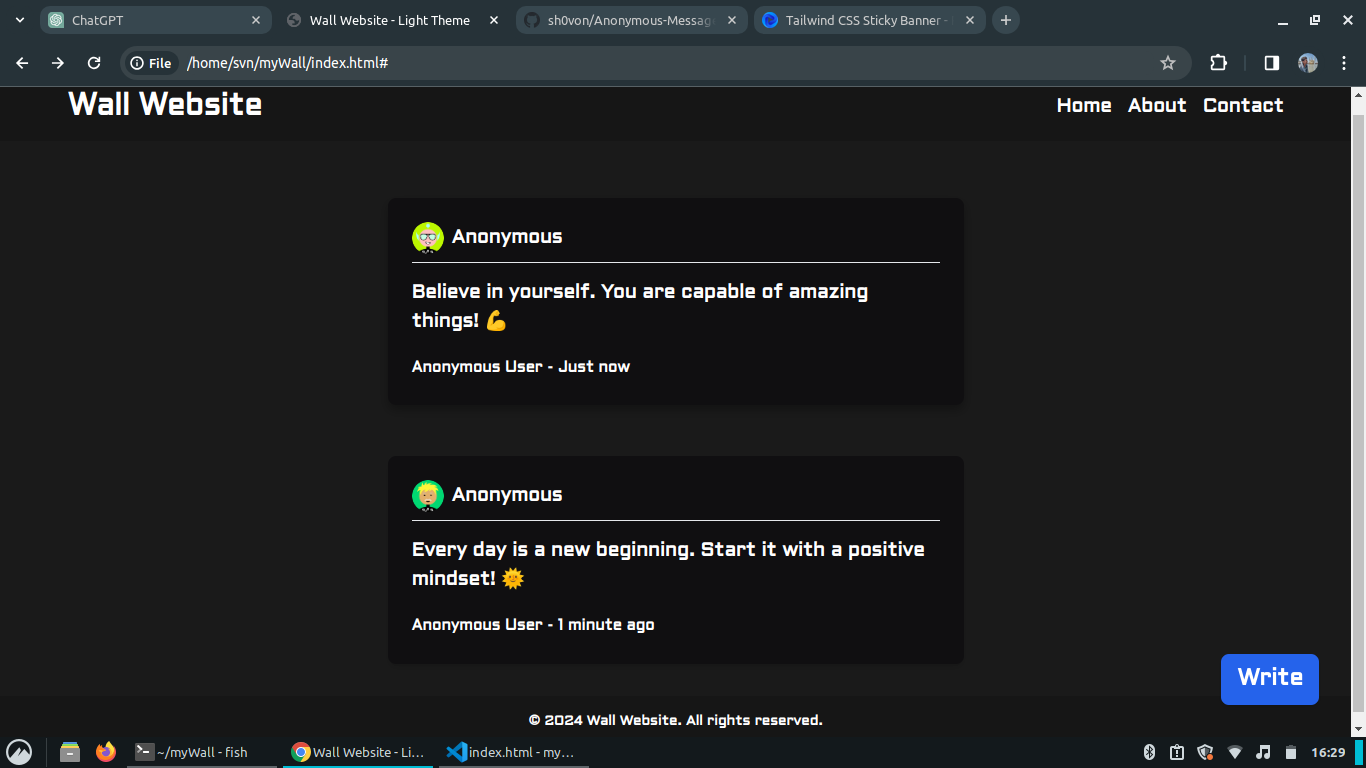 ChatGPT
Wall Website - Light Theme
sh0von/Anonymous-Messag
Tailwind CSS Sticky Banner -
File
/home/svn/myWall/index.html#
Wall Website
Home About Contact
Anonymous
Believe in yourself. You are capable of amazing
things! 💪
Anonymous User - Just now
Anonymous
Every day is a new beginning. Start it with a positive
mindset! 🌞
Anonymous User - 1 minute ago
Write
© 2024 Wall Website. All rights reserved.
~/myWall - fish
Wall Website - Li...
index.html - my...
16:29